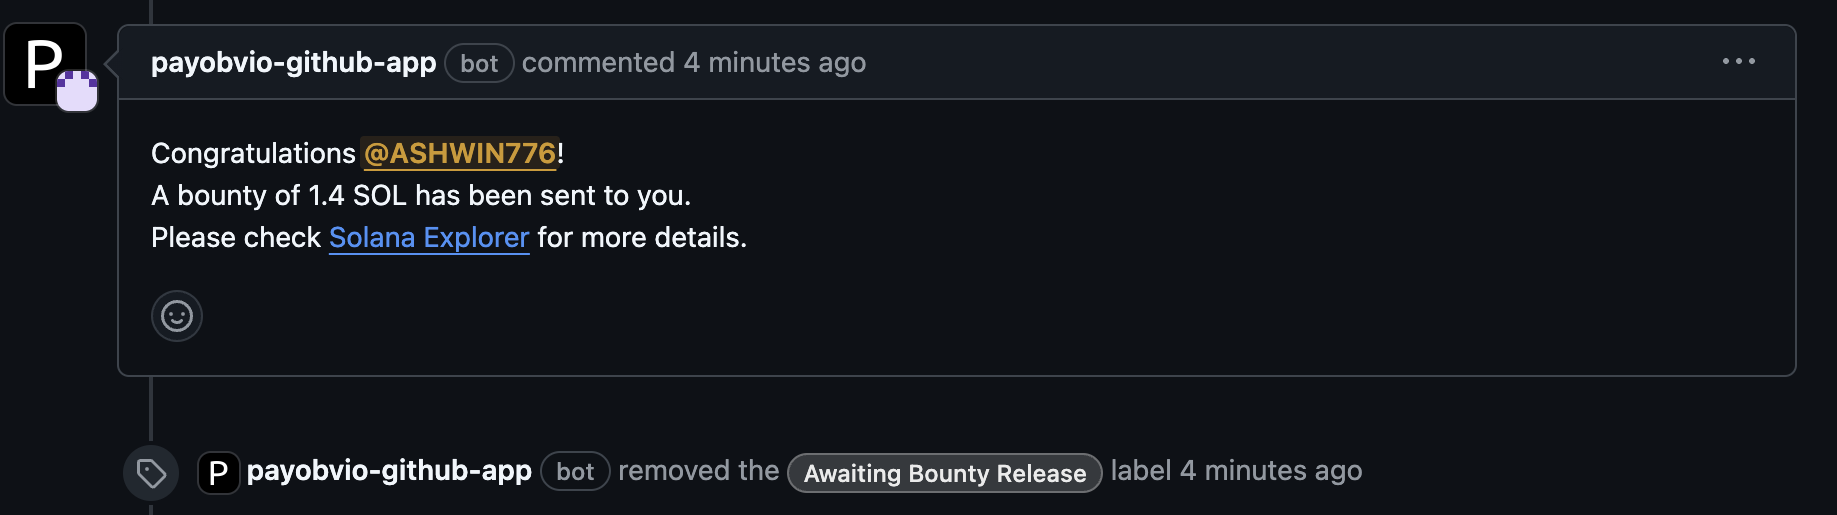 P
payobvio-github-app bot commented 4 minutes ago
Congratulations @ASHWIN776!
A bounty of 1.4 SOL has been sent to you.
Please check Solana Explorer for more details.
P payobvio-github-app bot removed the Awaiting Bounty Release label 4 minutes ago